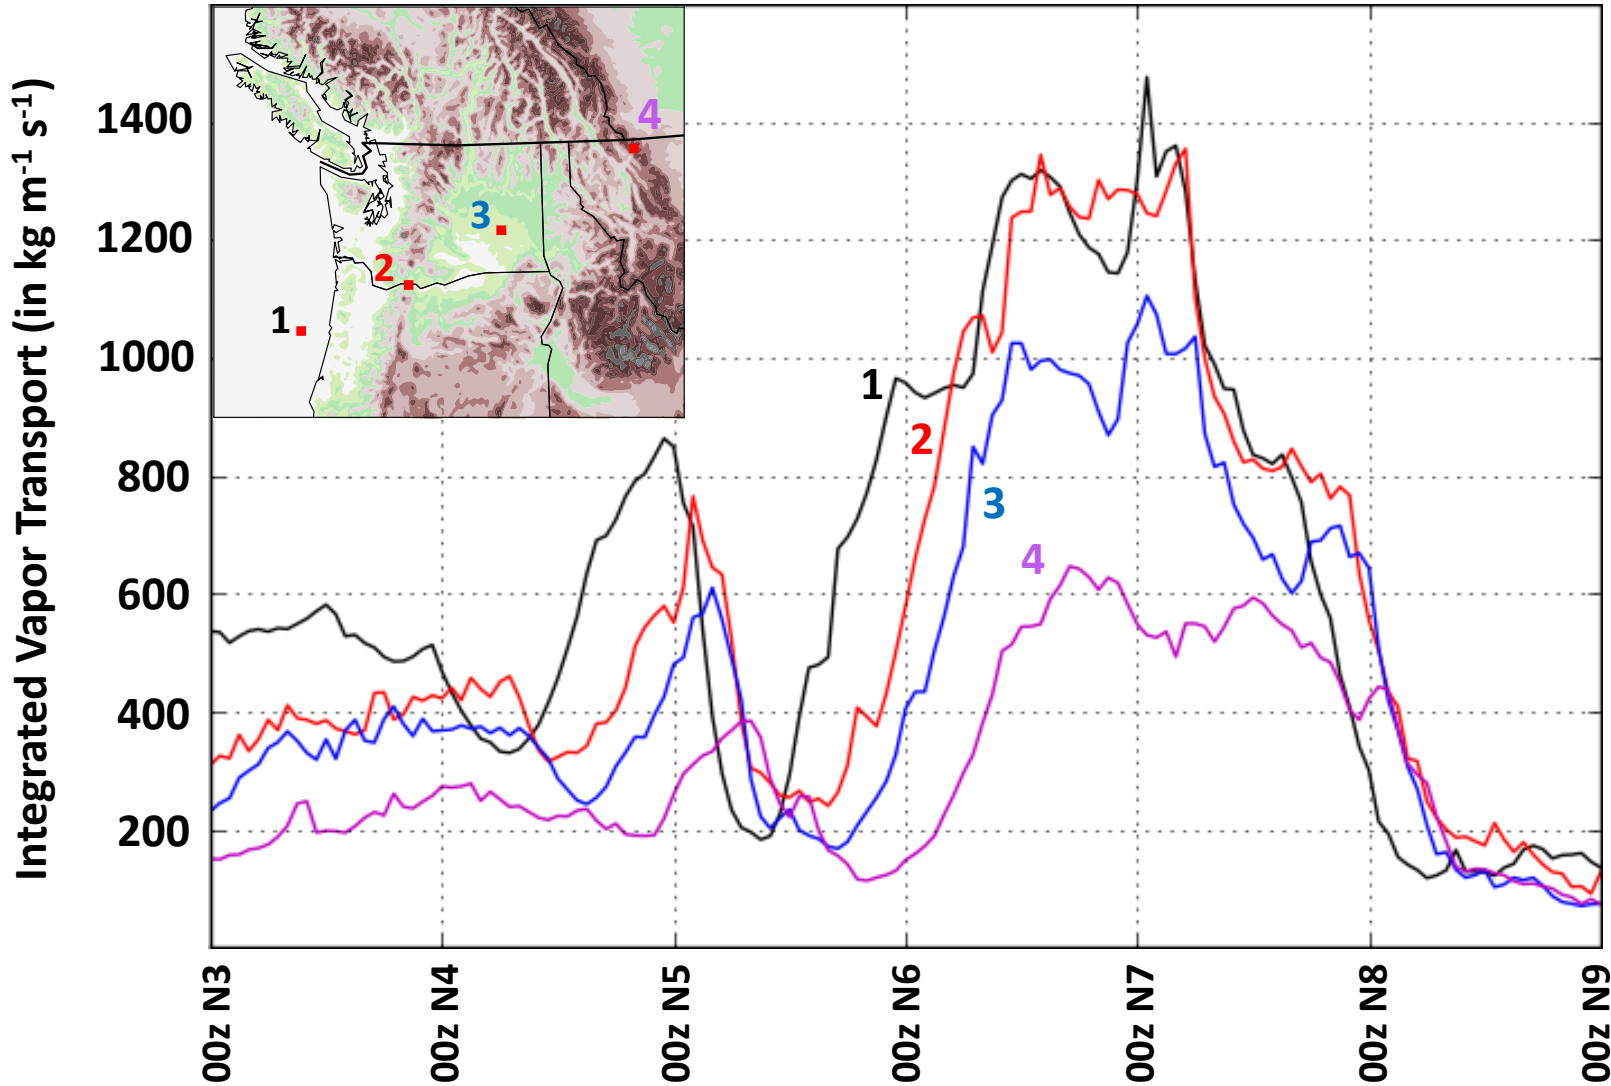 Integrated Vapor Transport (in kg m⁻¹ s⁻¹)
1400
1200
1000
800
600
400
200
4
3
2
1
1
2
3
4
00z N3
00z N4
00z N5
00z N6
00z N7
00z N8
00z N9